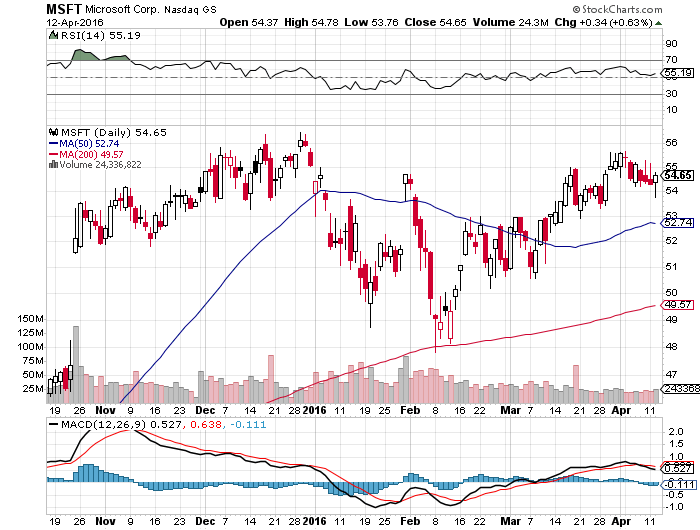 MSFT Microsoft Corp. Nasdaq GS © StockCharts.com
12-Apr-2016 Open 54.37 High 54.78 Low 53.76 Close 54.65 Volume 24.3M Chg +0.34 (+0.63%)
RSI(14) 55.19
90
70
55.19
50
30
10
MSFT (Daily) 54.65
MA(50) 52.74
MA(200) 49.57
Volume 24,336,822
56
55
54.65
54
53
52.74
52
51
50
49.57
49
48
47
150M
125M
100M
75M
50M
25M
24336822
19 26 Nov 9 16 23 Dec 7 14 21 28 2016 11 19 25 Feb 8 16 22 Mar 7 14 21 28 Apr 11
MACD(12,26,9) 0.527, 0.638, -0.111
2.0
1.5
1.0
0.527
-0.111
-0.5
-1.0
19 26 Nov 9 16 23 Dec 7 14 21 28 2016 11 19 25 Feb 8 16 22 Mar 7 14 21 28 Apr 11